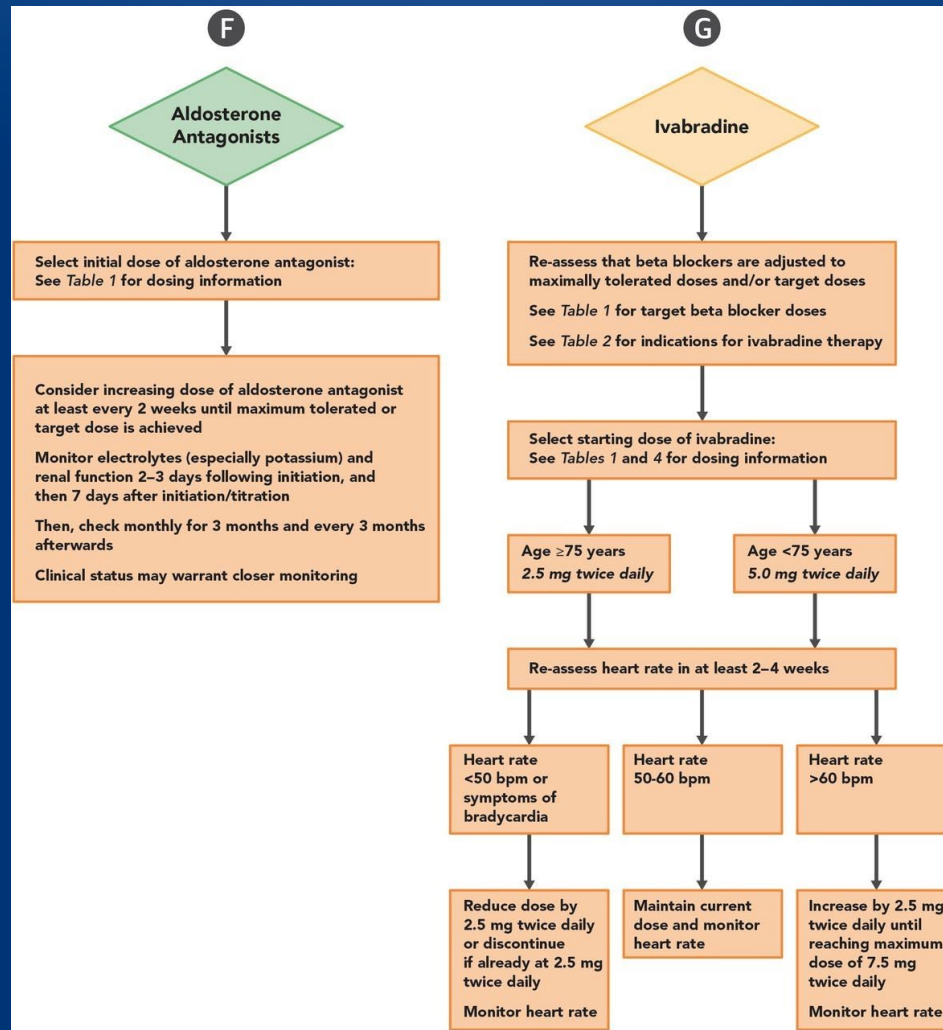 F
Aldosterone
Antagonists
Select initial dose of aldosterone antagonist:
See Table 1 for dosing information
Consider increasing dose of aldosterone antagonist
at least every 2 weeks until maximum tolerated or
target dose is achieved
Monitor electrolytes (especially potassium) and
renal function 2–3 days following initiation, and
then 7 days after initiation/titration
Then, check monthly for 3 months and every 3 months
afterwards
Clinical status may warrant closer monitoring
G
Ivabradine
Re-assess that beta blockers are adjusted to
maximally tolerated doses and/or target doses
See Table 1 for target beta blocker doses
See Table 2 for indications for ivabradine therapy
Select starting dose of ivabradine:
See Tables 1 and 4 for dosing information
Age ≥75 years
2.5 mg twice daily
Age <75 years
5.0 mg twice daily
Re-assess heart rate in at least 2–4 weeks
Heart rate
<50 bpm or
symptoms of
bradycardia
Heart rate
50-60 bpm
Heart rate
>60 bpm
Reduce dose by
2.5 mg twice daily
or discontinue
if already at 2.5 mg
twice daily
Monitor heart rate
Maintain current
dose and monitor
heart rate
Increase by 2.5 mg
twice daily until
reaching maximum
dose of 7.5 mg
twice daily
Monitor heart rate